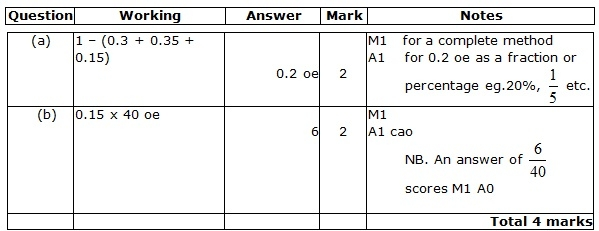 Question Working Answer Mark Notes
(a) 1 – (0.3 + 0.35 + M1 for a complete method
0.15) A1 for 0.2 oe as a fraction or
0.2 oe 2 percentage eg.20%, 1/5 etc.
(b) 0.15 x 40 oe M1
6 2 A1 cao
NB. An answer of 6/40
scores M1 A0
Total 4 marks